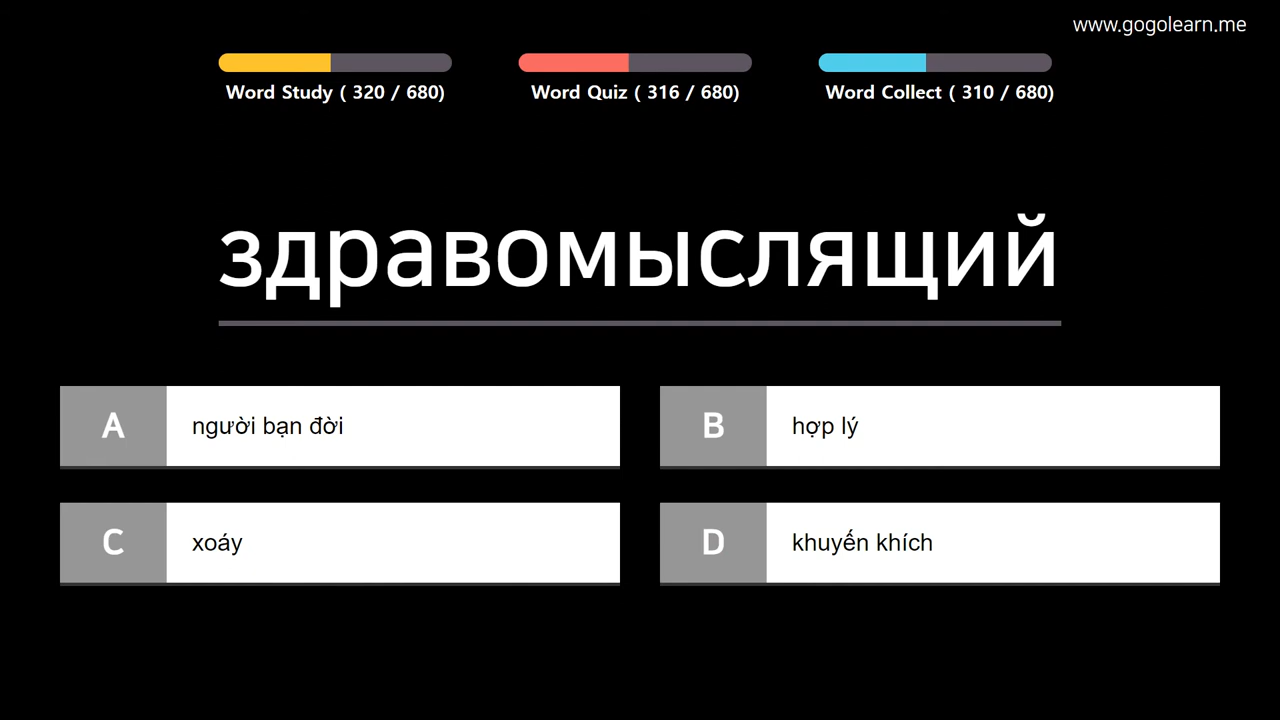 www.gogolearn.me
Word Study ( 320 / 680)
Word Quiz ( 316 / 680)
Word Collect ( 310 / 680)
здравомыслящий
A
người bạn đời
B
hợp lý
C
xoáy
D
khuyến khích